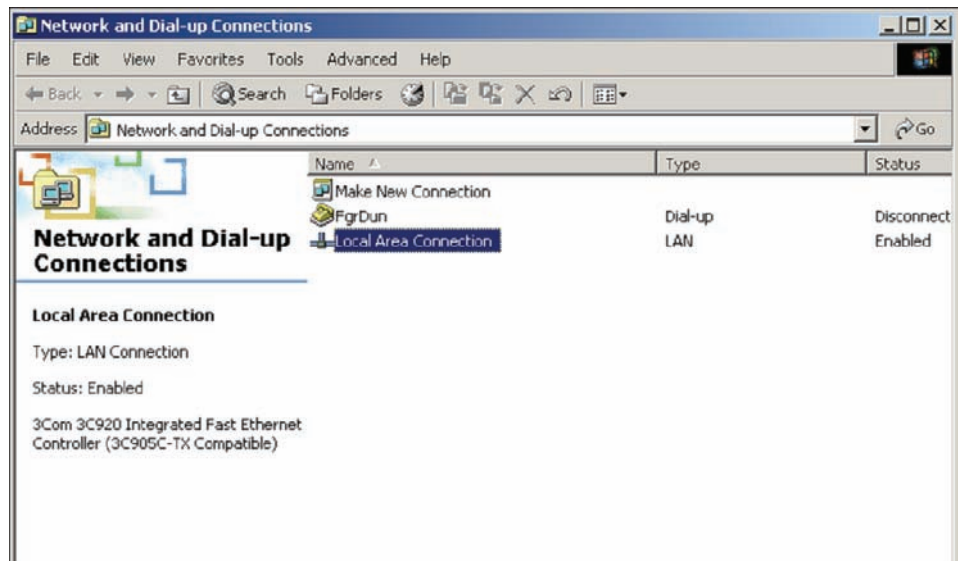 Network and Dial-up Connections
File Edit View Favorites Tools Advanced Help
Back Search Folders
Address Network and Dial-up Connections Go
Name Type Status
Make New Connection
FgrDun Dial-up Disconnect
Local Area Connection LAN Enabled
Network and Dial-up
Connections
Local Area Connection
Type: LAN Connection
Status: Enabled
3Com 3C920 Integrated Fast Ethernet
Controller (3C905C-TX Compatible)